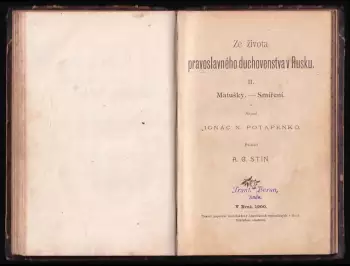 Ze života
pravoslavného duchovenstva v Rusku.
II.
Matušky. — Smíření.
Napsal
IGNÁC N. POTAPENKO.
Přeložil
A. G. STÍN.
V Brně, 1900.